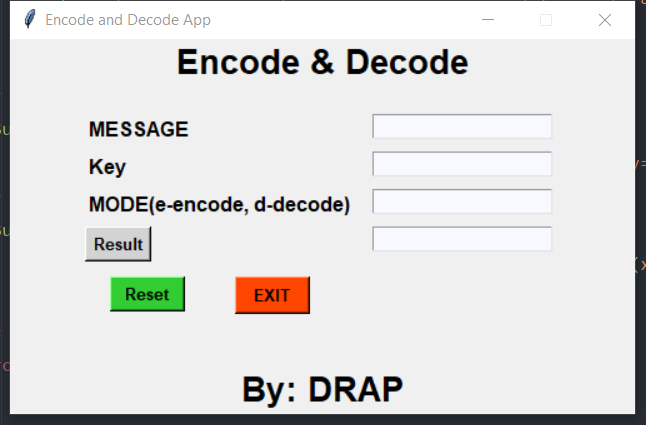 Encode and Decode App
Encode & Decode
MESSAGE
Key
MODE(e-encode, d-decode)
Result
Reset EXIT
By: DRAP